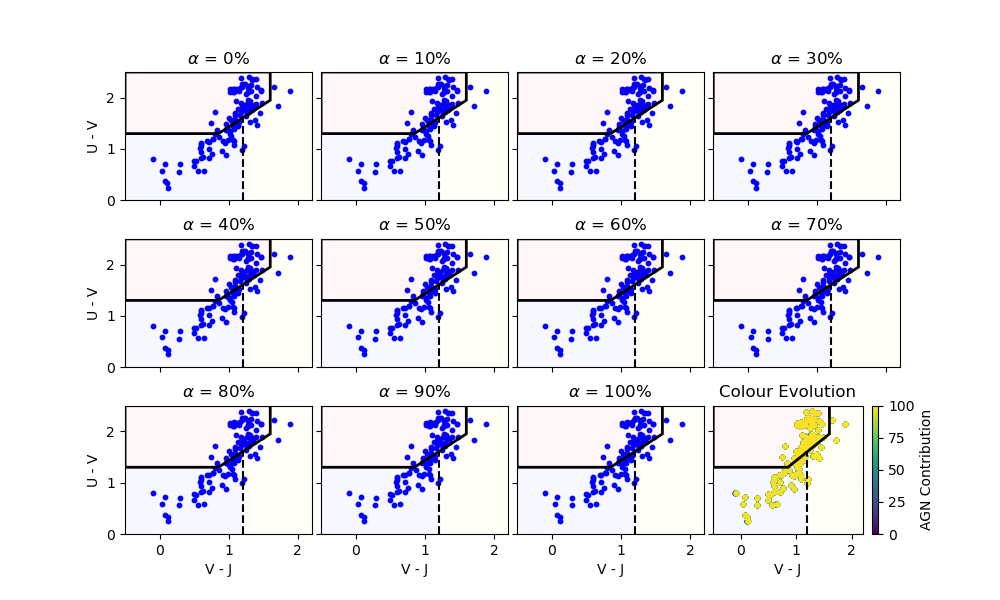 α = 0%
α = 10%
α = 20%
α = 30%
2
1
0
U - V
α = 40%
α = 50%
α = 60%
α = 70%
2
1
0
U - V
α = 80%
α = 90%
α = 100%
Colour Evolution
2
1
0
U - V
100
75
50
25
0
AGN Contribution
0 1 2
0 1 2
0 1 2
0 1 2
V - J
V - J
V - J
V - J